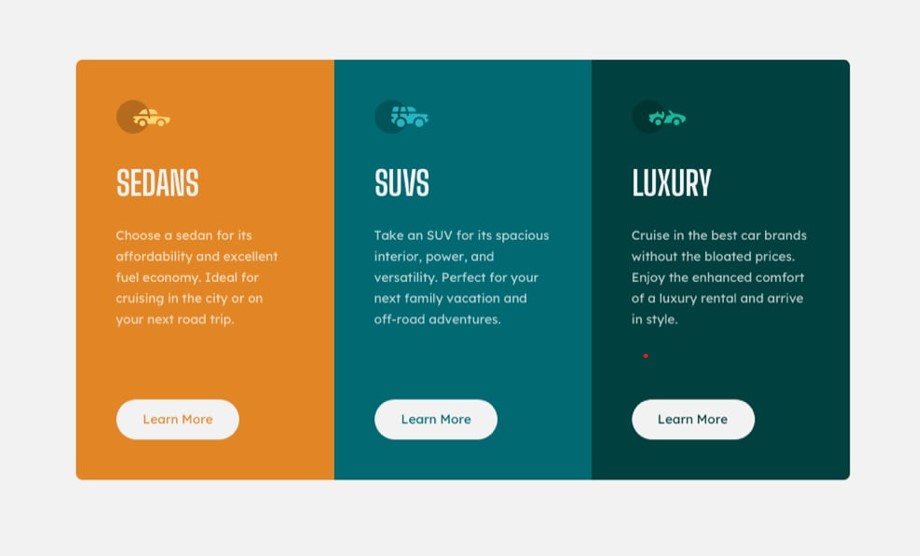 SEDANS
Choose a sedan for its
affordability and excellent
fuel economy. Ideal for
cruising in the city or on
your next road trip.
Learn More
SUVS
Take an SUV for its spacious
interior, power, and
versatility. Perfect for your
next family vacation and
off-road adventures.
Learn More
LUXURY
Cruise in the best car brands
without the bloated prices.
Enjoy the enhanced comfort
of a luxury rental and arrive
in style.
Learn More